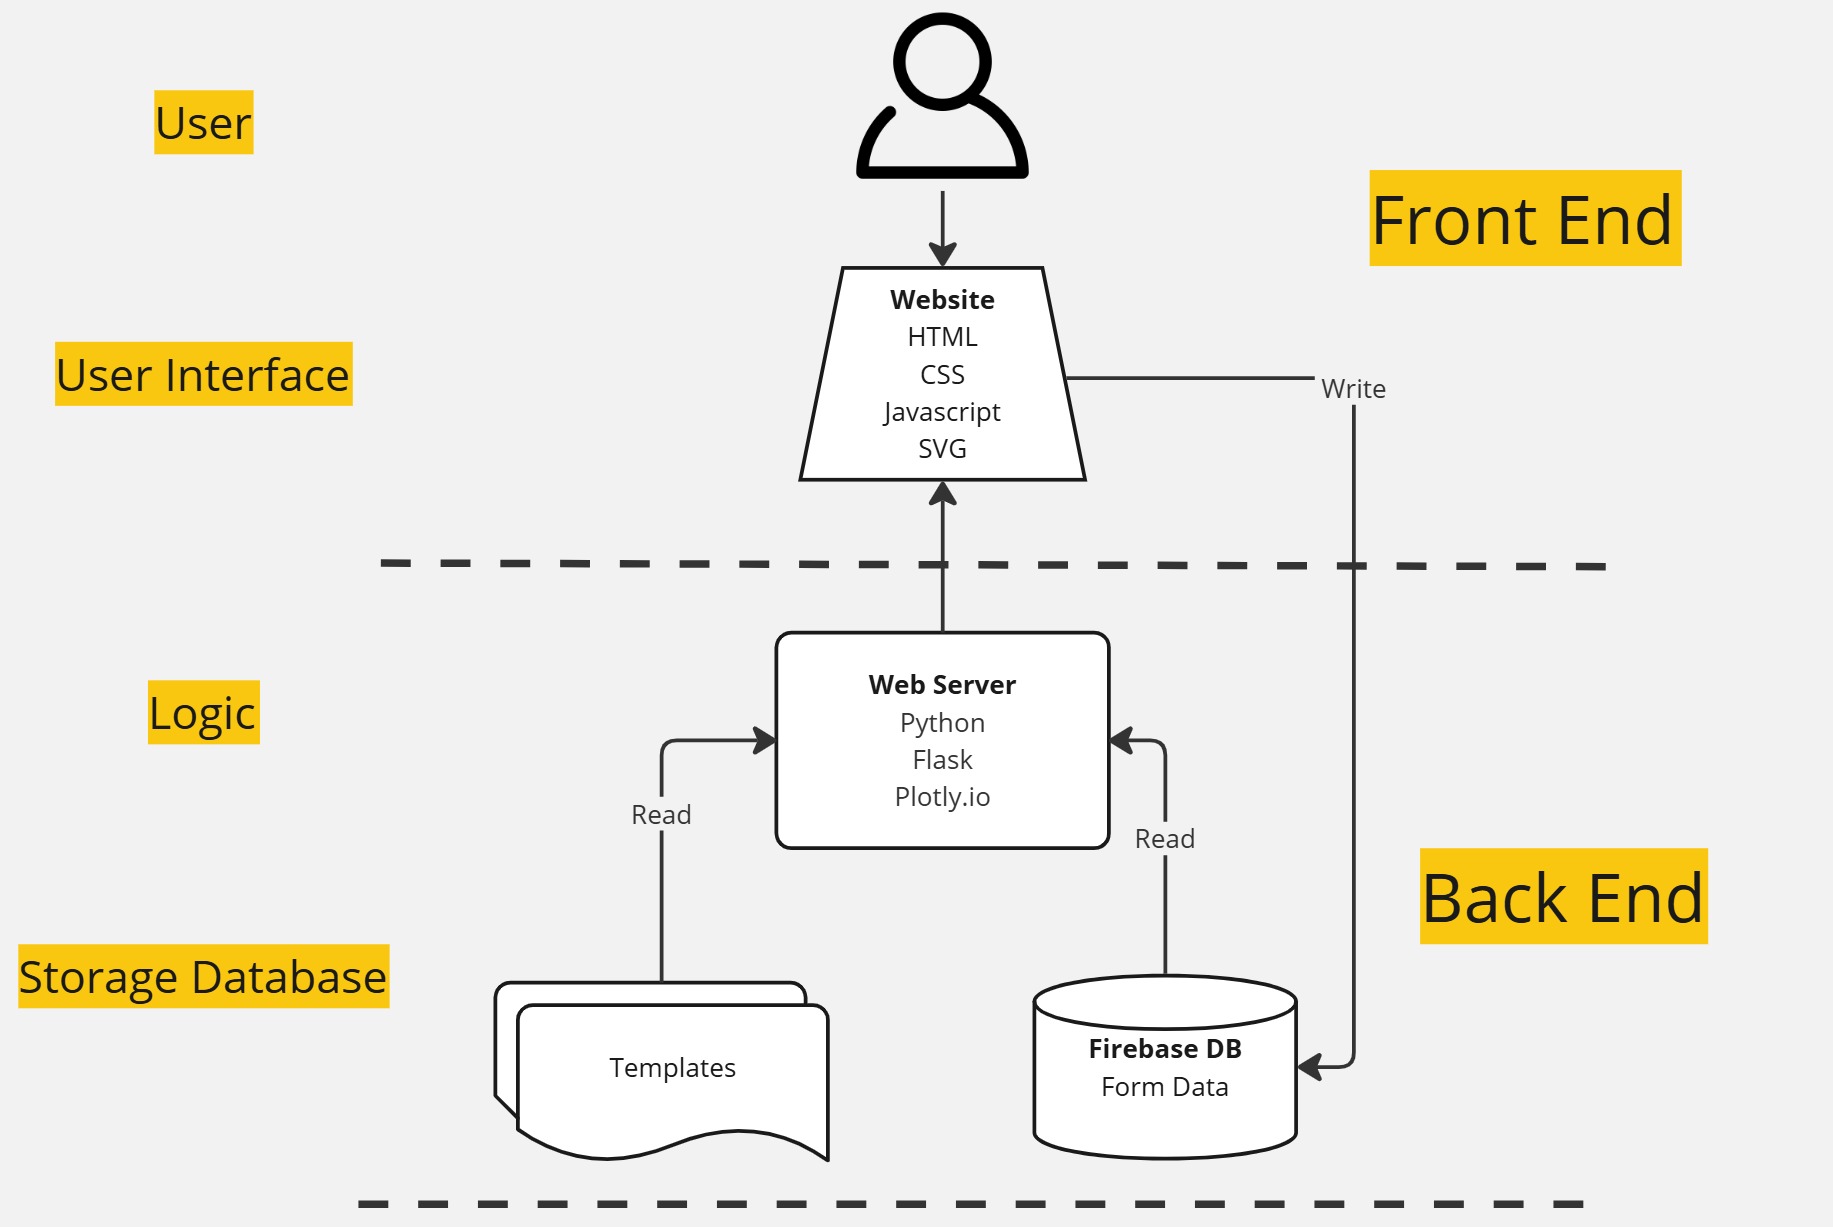 User
Front End
Website
HTML
CSS
Javascript
SVG
User Interface
Write
Web Server
Python
Flask
Plotly.io
Logic
Read
Read
Back End
Storage Database
Templates
Firebase DB
Form Data